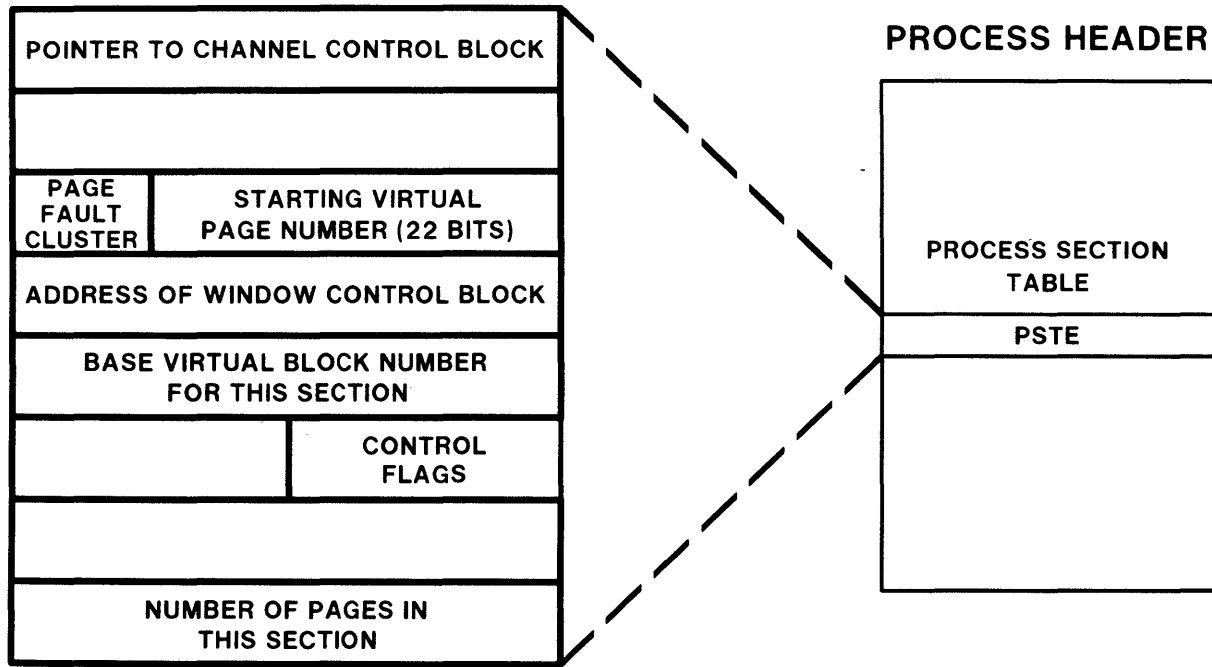 POINTER TO CHANNEL CONTROL BLOCK
PAGE
FAULT
CLUSTER
STARTING VIRTUAL
PAGE NUMBER (22 BITS)
ADDRESS OF WINDOW CONTROL BLOCK
BASE VIRTUAL BLOCK NUMBER
FOR THIS SECTION
CONTROL
FLAGS
NUMBER OF PAGES IN
THIS SECTION
PROCESS HEADER
PROCESS SECTION
TABLE
PSTE